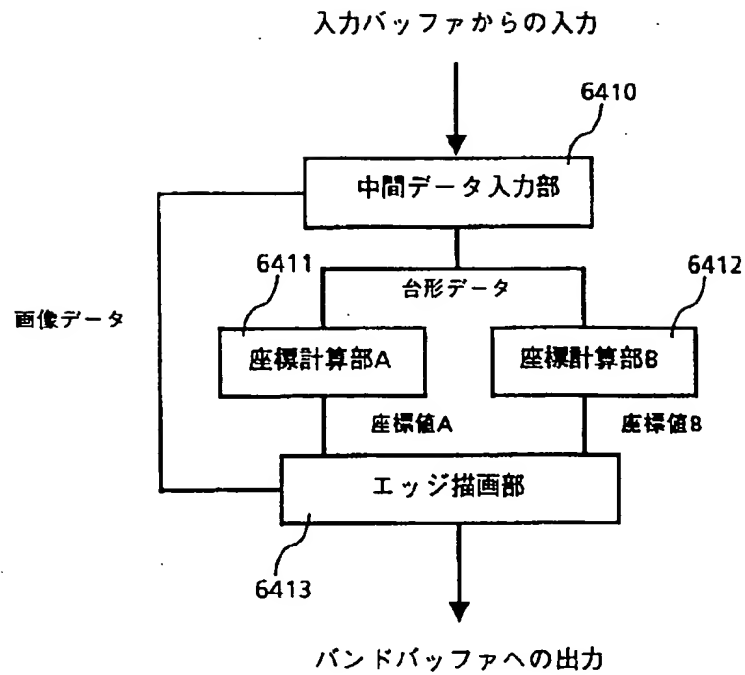 入力バッファからの入力
6410
中間データ入力部
6411
6412
台形データ
画像データ
座標計算部A
座標計算部B
座標値A
座標値B
エッジ描画部
6413
バンドバッファへの出力